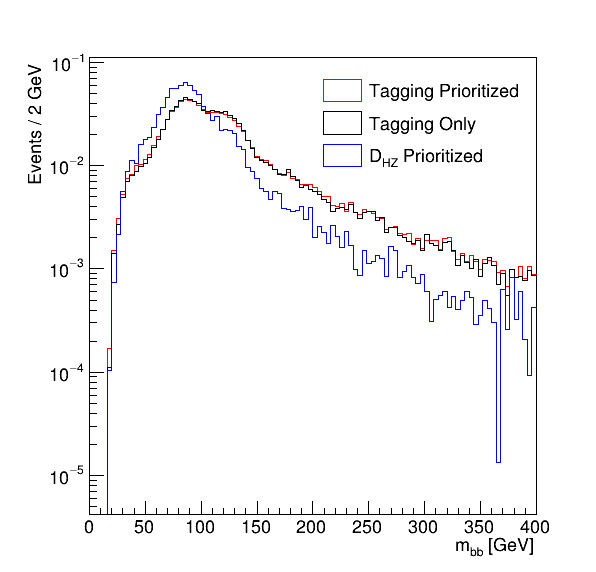 Events / 2 GeV
10⁻¹
10⁻²
10⁻³
10⁻⁴
10⁻⁵
Tagging Prioritized
Tagging Only
D_HZ Prioritized
0 50 100 150 200 250 300 350 400
m_bb [GeV]